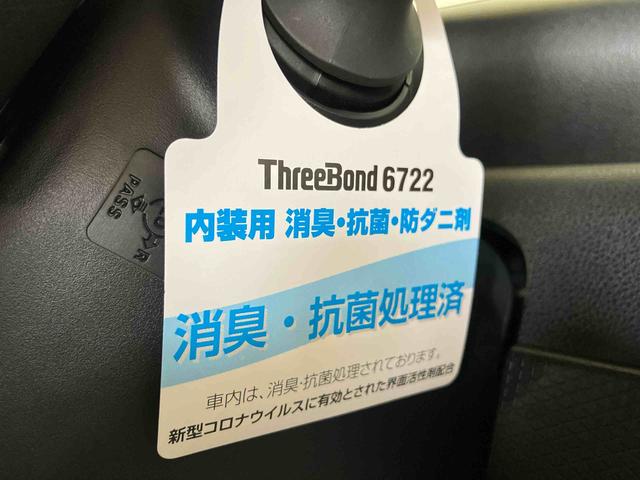 ThreeBond 6722
内装用 消臭・抗菌・防ダニ剤
消臭・抗菌処理済
車内は、消臭・抗菌処理されております。
新型コロナウイルスに有効とされた界面活性剤配合
PASS
R